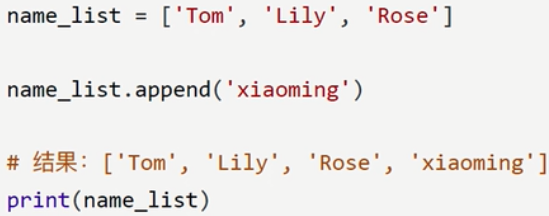 name_list = ['Tom', 'Lily', 'Rose']
name_list.append('xiaoming')
# 结果：['Tom', 'Lily', 'Rose', 'xiaoming']
print(name_list)